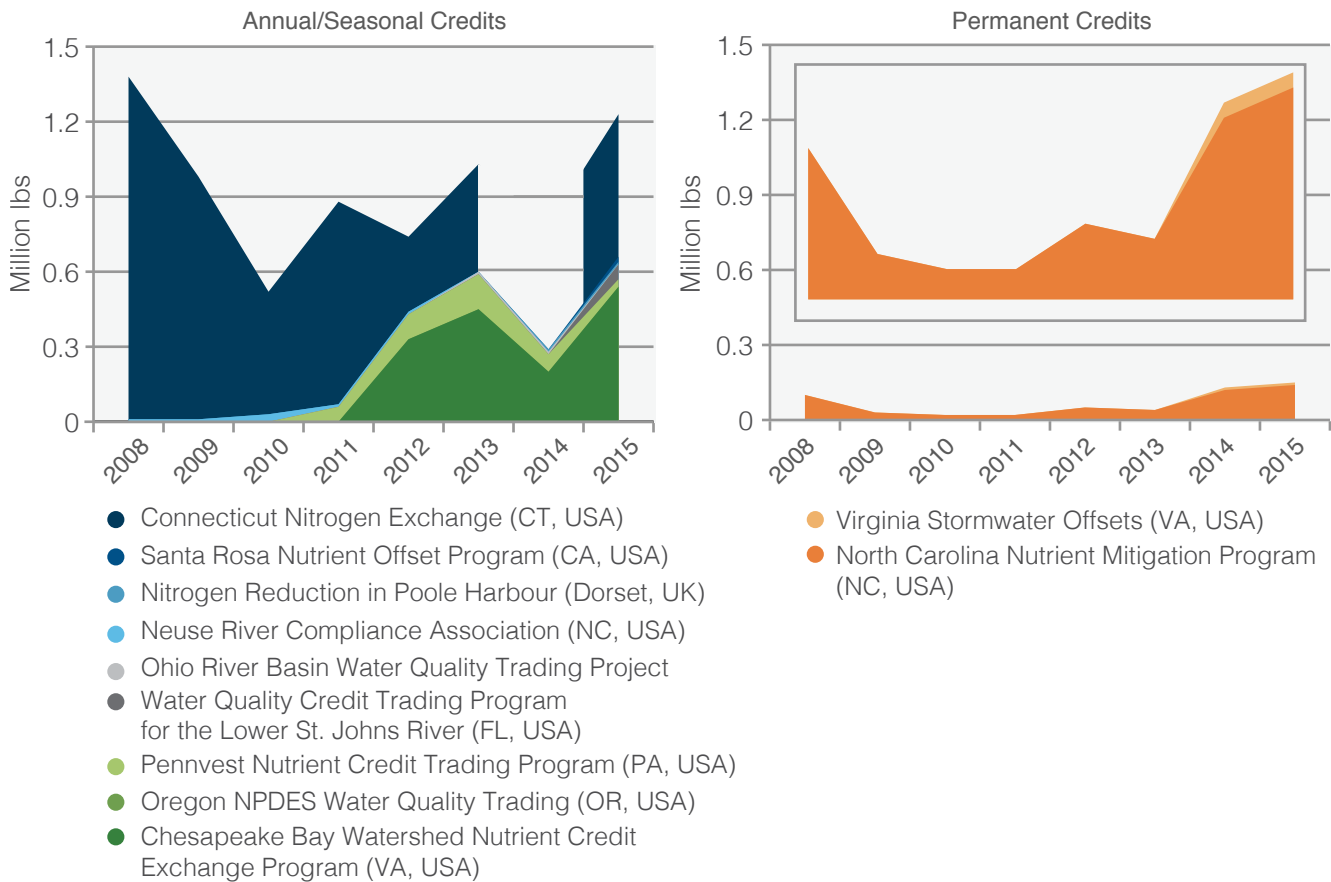 Annual/Seasonal Credits
Million lbs
1.5
1.2
0.9
0.6
0.3
0
2008
2009
2010
2011
2012
2013
2014
2015
Connecticut Nitrogen Exchange (CT, USA)
Santa Rosa Nutrient Offset Program (CA, USA)
Nitrogen Reduction in Poole Harbour (Dorset, UK)
Neuse River Compliance Association (NC, USA)
Ohio River Basin Water Quality Trading Project
Water Quality Credit Trading Program
for the Lower St. Johns River (FL, USA)
Pennvest Nutrient Credit Trading Program (PA, USA)
Oregon NPDES Water Quality Trading (OR, USA)
Chesapeake Bay Watershed Nutrient Credit
Exchange Program (VA, USA)
Permanent Credits
Million lbs
1.5
1.2
0.9
0.6
0.3
0
2008
2009
2010
2011
2012
2013
2014
2015
Virginia Stormwater Offsets (VA, USA)
North Carolina Nutrient Mitigation Program
(NC, USA)